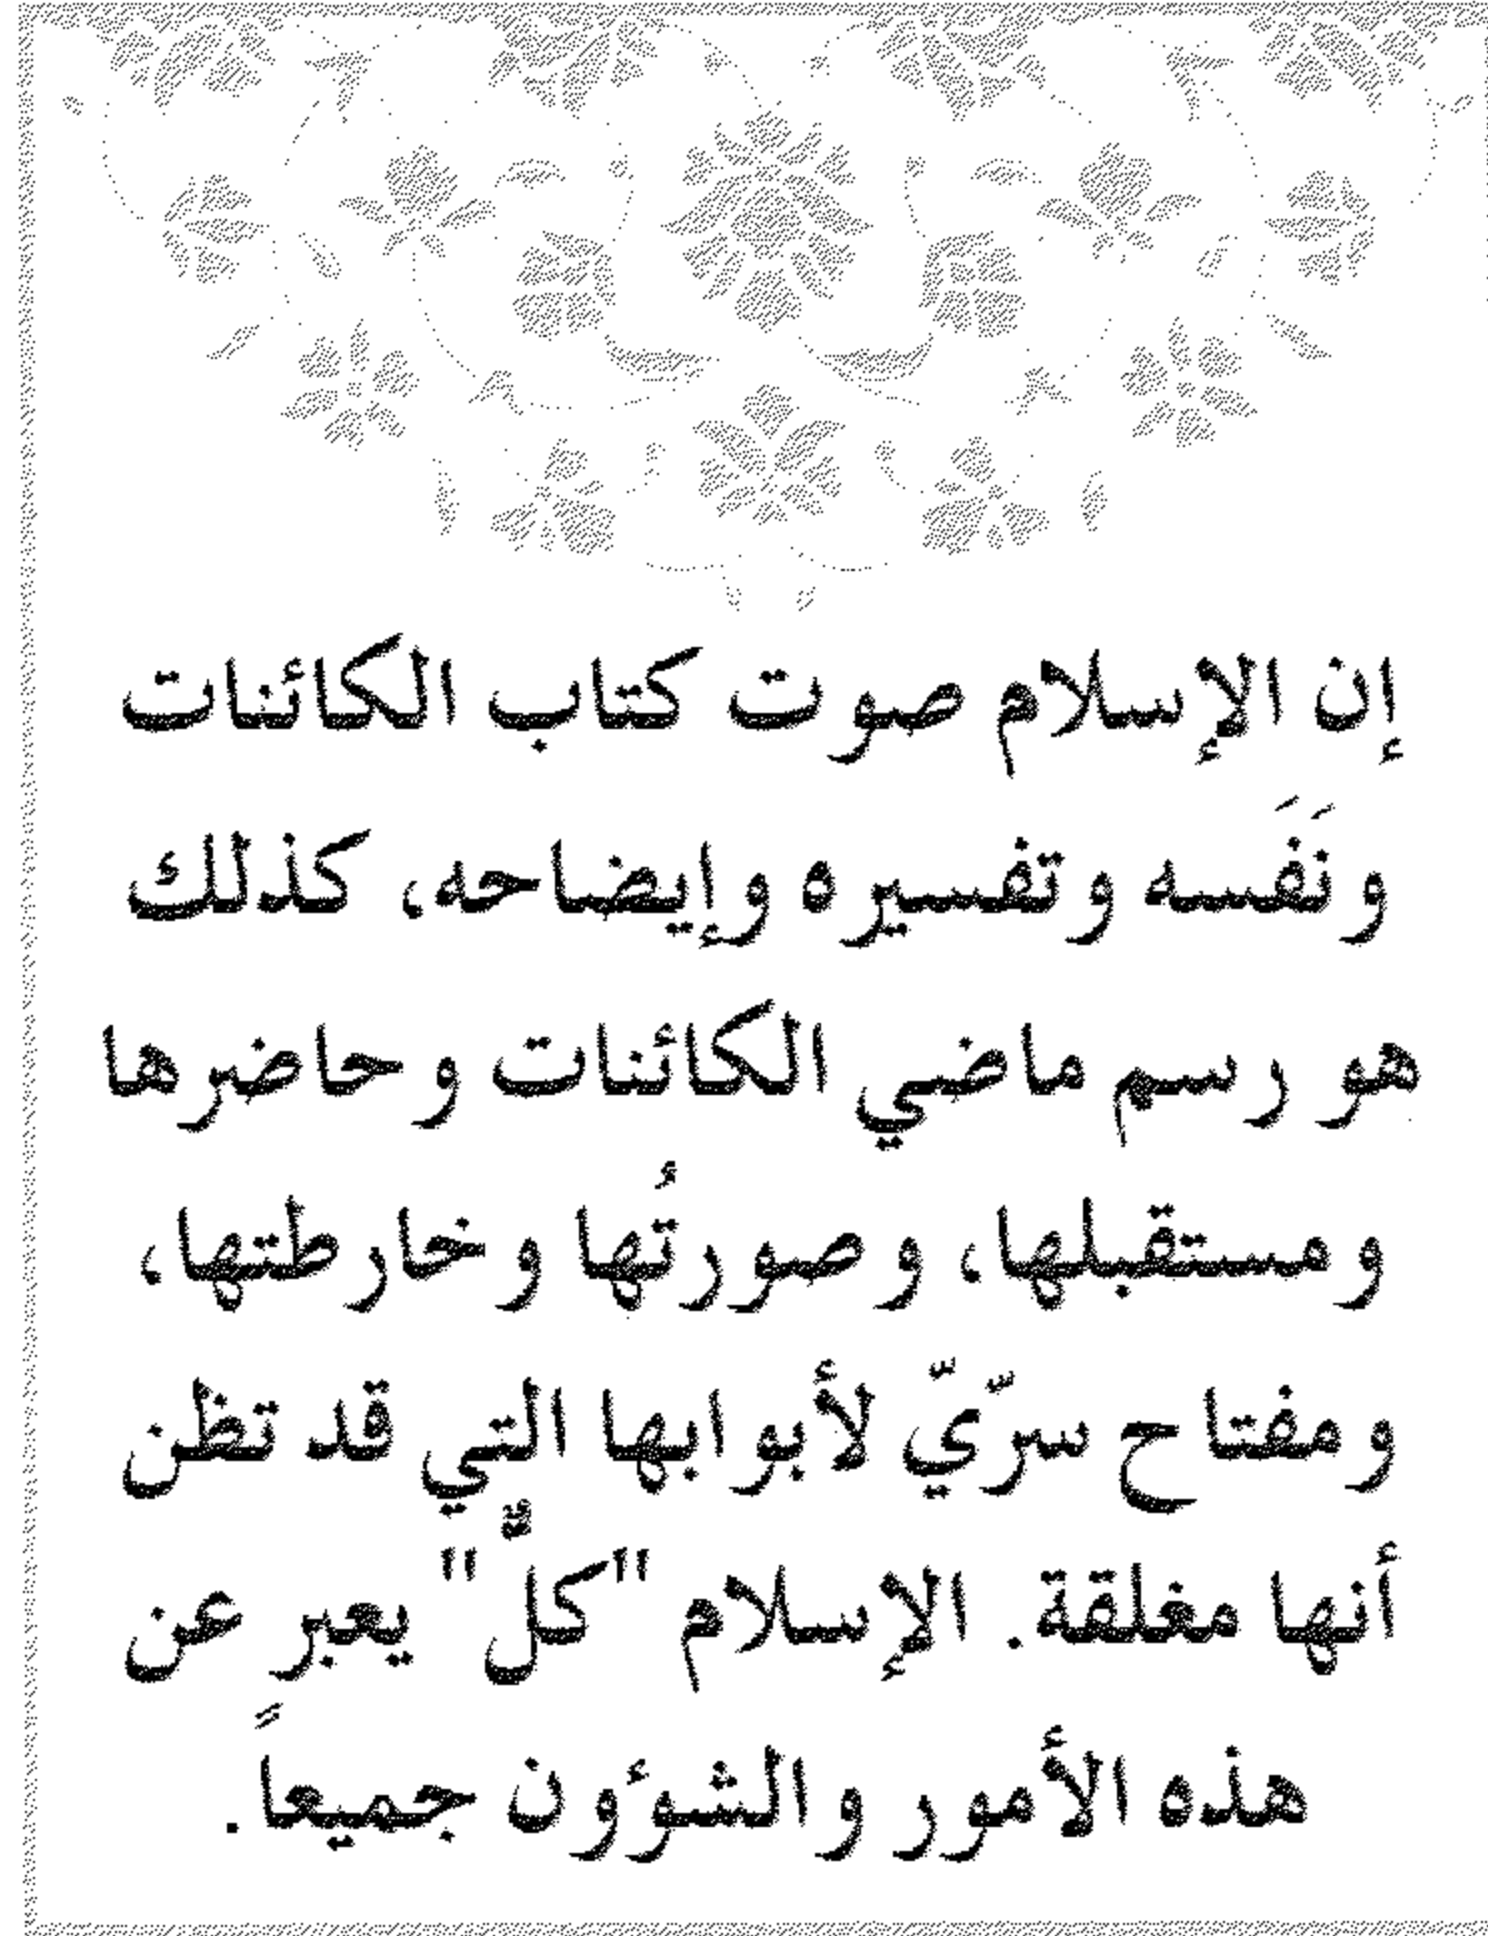 إن الإسلام صوت كتاب الكائنات
ونَفَسه وتفسيره وإيضاحه، كذلك
هو رسم ماضي الكائنات وحاضرها
ومستقبلها، وصورتُها وخارطتها،
ومفتاح سرّيّ لأبوابها التي قد تظن
أنها مغلقة. الإسلام "كلٌّ" يعبر عن
هذه الأمور والشؤون جميعاً.